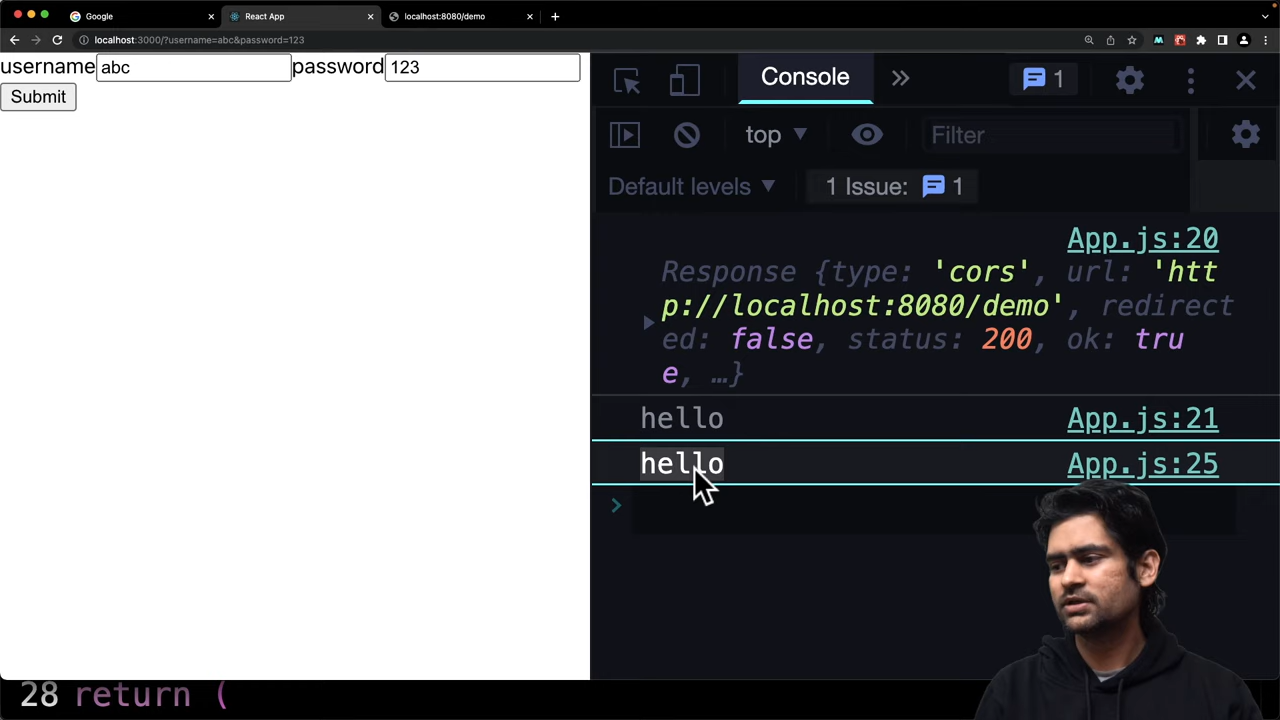 Google
React App
localhost:8080/demo
localhost:3000/?username=abc&password=123
username abc password 123
Submit
Console
1
top
Filter
Default levels
1 Issue: 1
App.js:20
Response {type: 'cors', url: 'htt
p://localhost:8080/demo', redirect
ed: false, status: 200, ok: tru
e, …}
hello App.js:21
hello App.js:25
28 return (